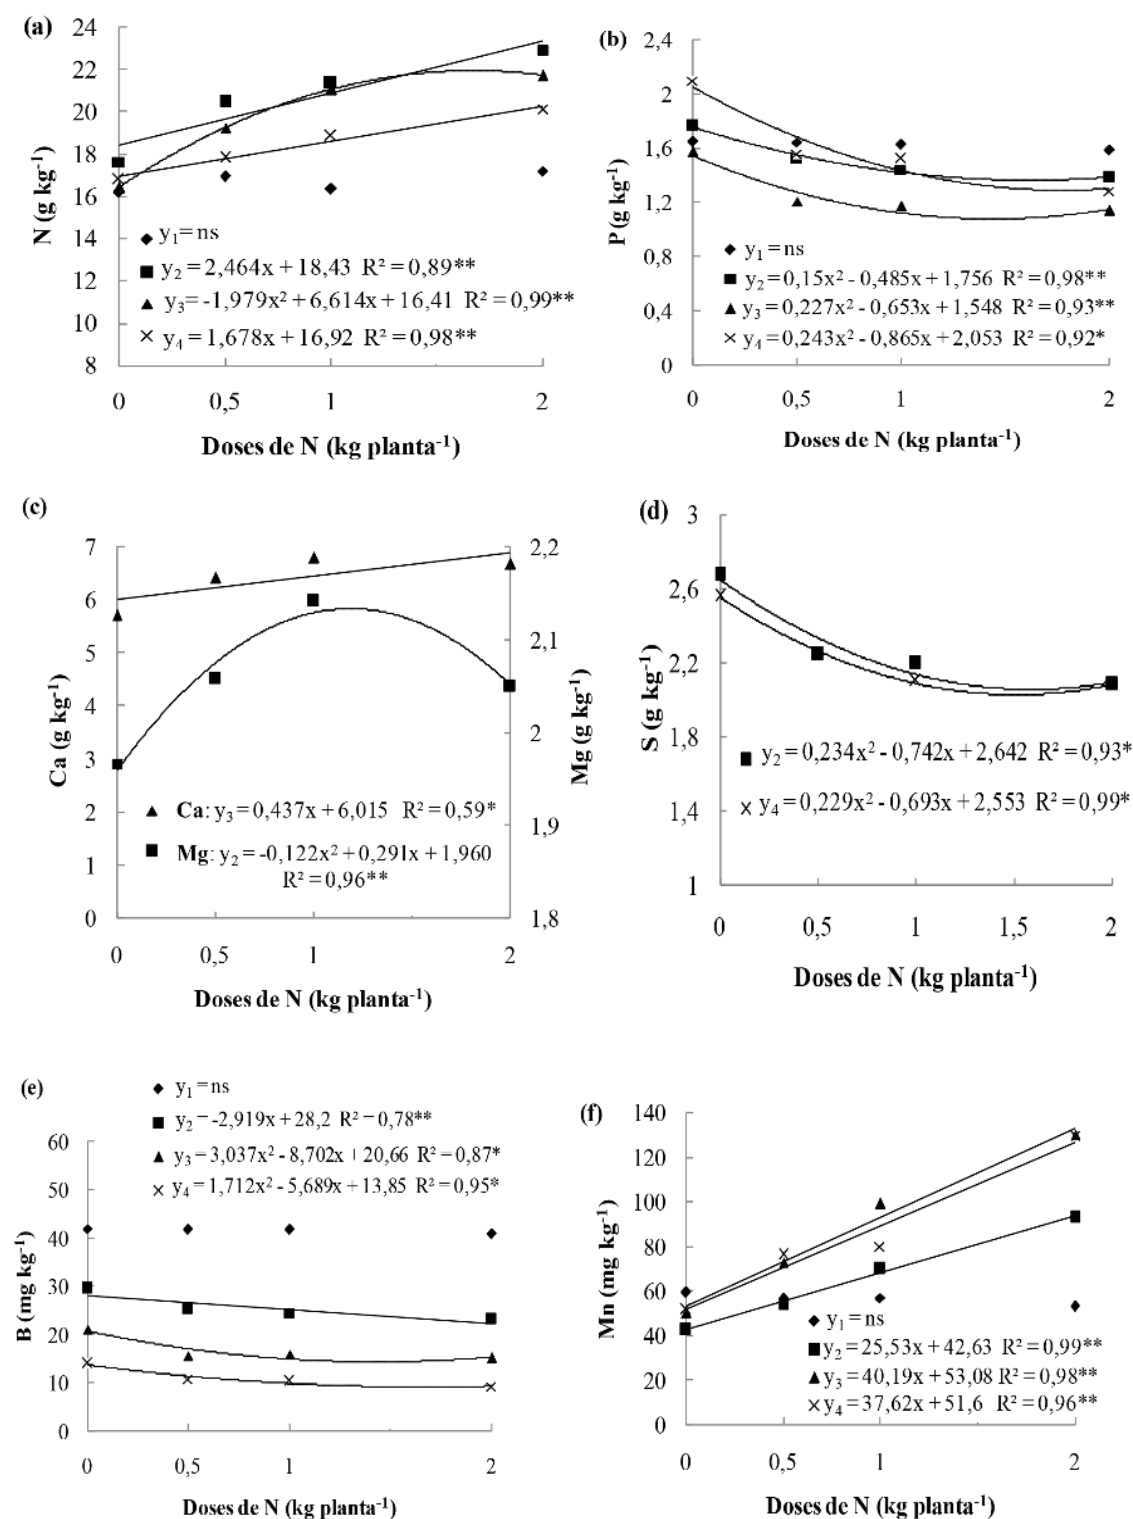 (a)
24
22
20
18
16
14
12
10
8
N (g kg⁻¹)
y₁ = ns
y₂ = 2,464x + 18,43 R² = 0,89**
y₃ = -1,979x² + 6,614x + 16,41 R² = 0,99**
y₄ = 1,678x + 16,92 R² = 0,98**
0 0,5 1 2
Doses de N (kg planta⁻¹)
(b)
2,4
2
1,6
1,2
0,8
0,4
0
P (g kg⁻¹)
y₁ = ns
y₂ = 0,15x² - 0,485x + 1,756 R² = 0,98**
y₃ = 0,227x² - 0,653x + 1,548 R² = 0,93**
y₄ = 0,243x² - 0,865x + 2,053 R² = 0,92*
0 0,5 1 2
Doses de N (kg planta⁻¹)
(c)
7
6
5
4
3
2
1
0
Ca (g kg⁻¹)
2,2
2,1
2
1,9
1,8
Mg (g kg⁻¹)
Ca: y₃ = 0,437x + 6,015 R² = 0,59*
Mg: y₂ = -0,122x² + 0,291x + 1,960
R² = 0,96**
0 0,5 1 2
Doses de N (kg planta⁻¹)
(d)
3
2,6
2,2
1,8
1,4
1
S (g kg⁻¹)
y₂ = 0,234x² - 0,742x + 2,642 R² = 0,93*
y₄ = 0,229x² - 0,693x + 2,553 R² = 0,99*
0 0,5 1 1,5 2
Doses de N (kg planta⁻¹)
(e)
y₁ = ns
y₂ = -2,919x + 28,2 R² = 0,78**
y₃ = 3,037x² - 8,702x + 20,66 R² = 0,87*
y₄ = 1,712x² - 5,689x + 13,85 R² = 0,95*
60
50
40
30
20
10
0
B (mg kg⁻¹)
0 0,5 1 2
Doses de N (kg planta⁻¹)
(f)
140
120
100
80
60
40
20
0
Mn (mg kg⁻¹)
y₁ = ns
y₂ = 25,53x + 42,63 R² = 0,99**
y₃ = 40,19x + 53,08 R² = 0,98**
y₄ = 37,62x + 51,6 R² = 0,96**
0 0,5 1 2
Doses de N (kg planta⁻¹)